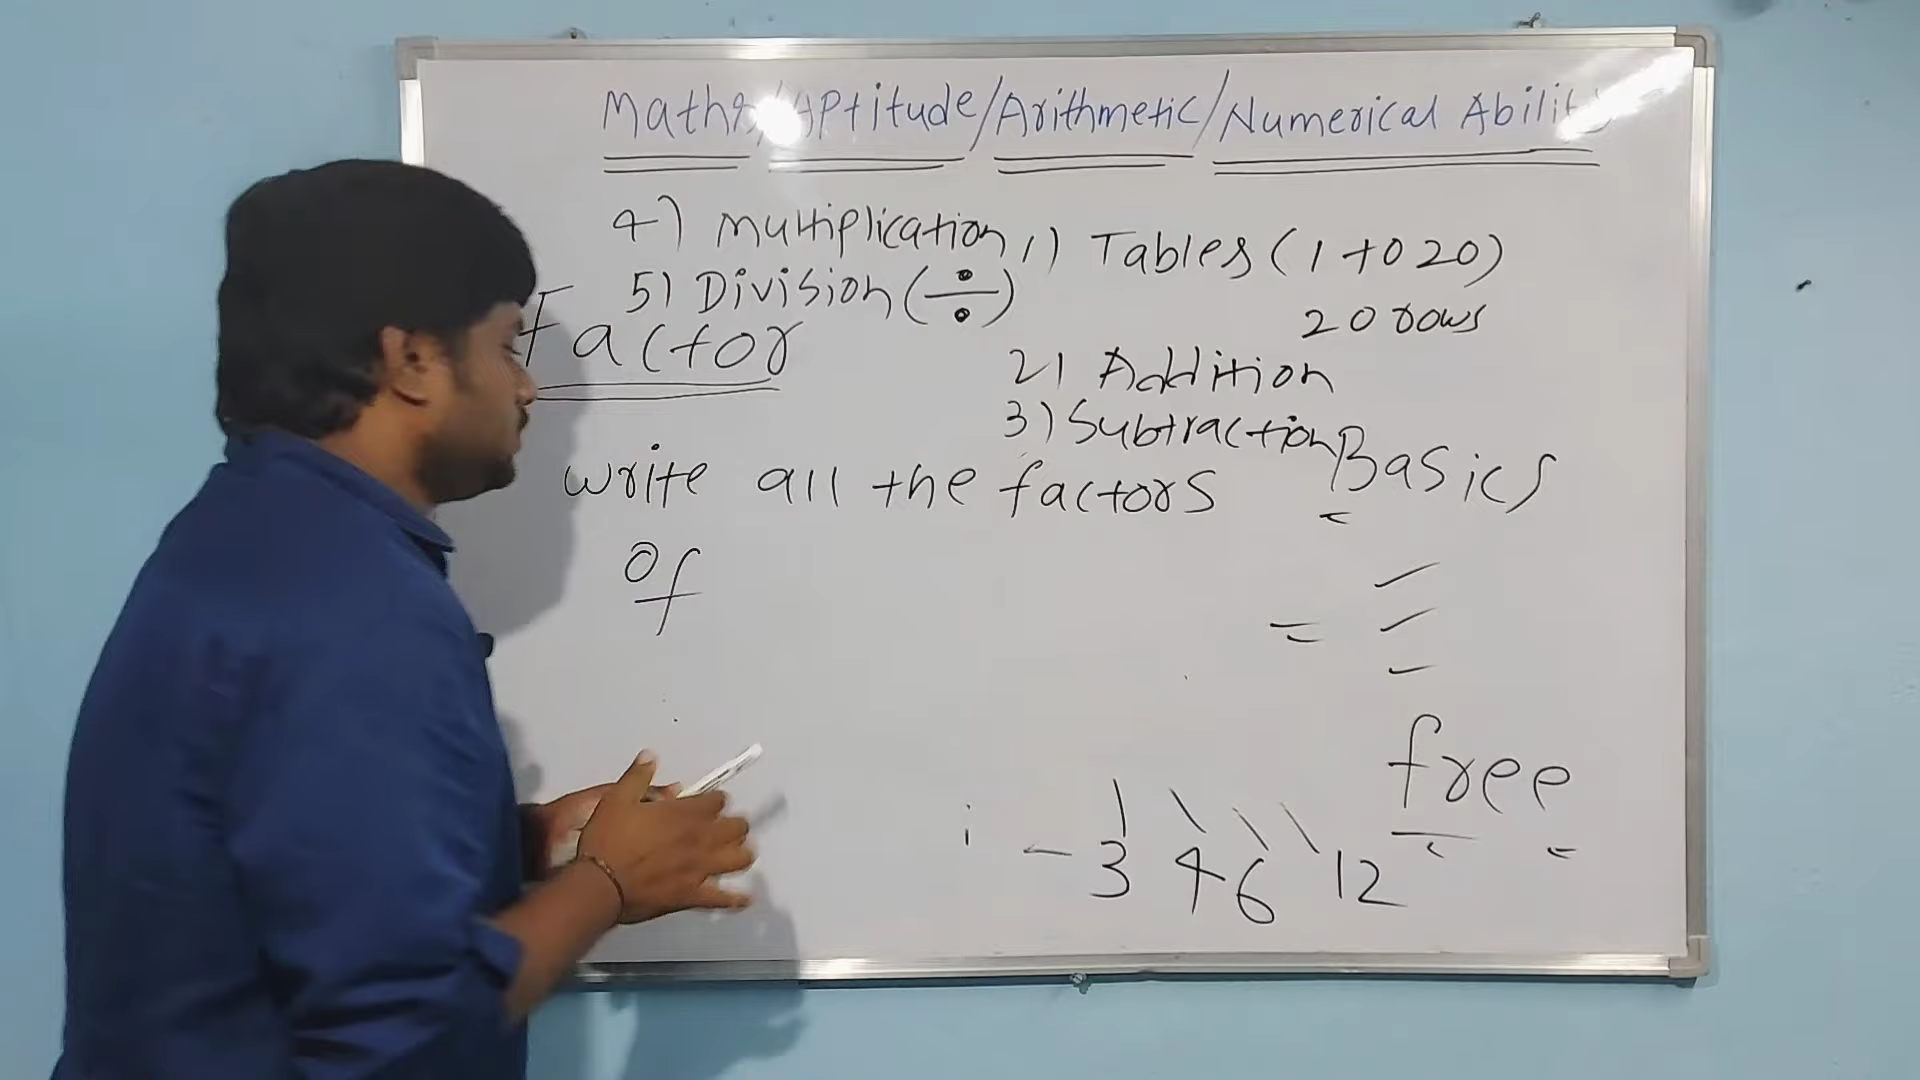 Maths/Aptitude/Arithmetic/Numerical Ability
4) Multiplication
1) Tables (1 to 20)
5) Division (÷)
20 rows
Factor
2) Addition
3) Subtraction
Basics
write all the factors
of
free
3 4 6 12